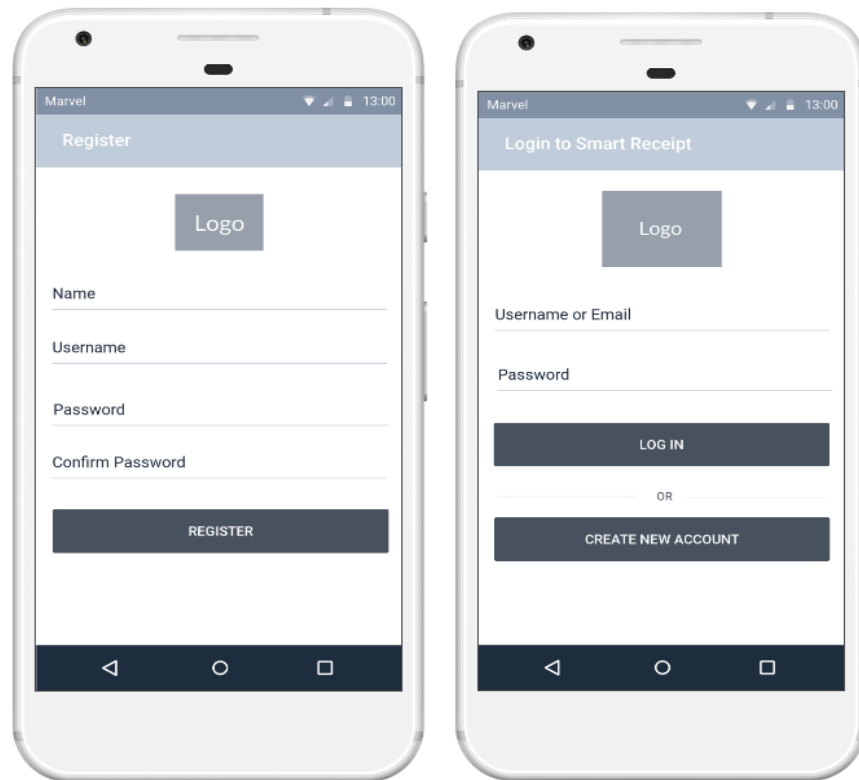 Marvel 13:00
Register
Logo
Name
Username
Password
Confirm Password
REGISTER
Marvel 13:00
Login to Smart Receipt
Logo
Username or Email
Password
LOG IN
OR
CREATE NEW ACCOUNT